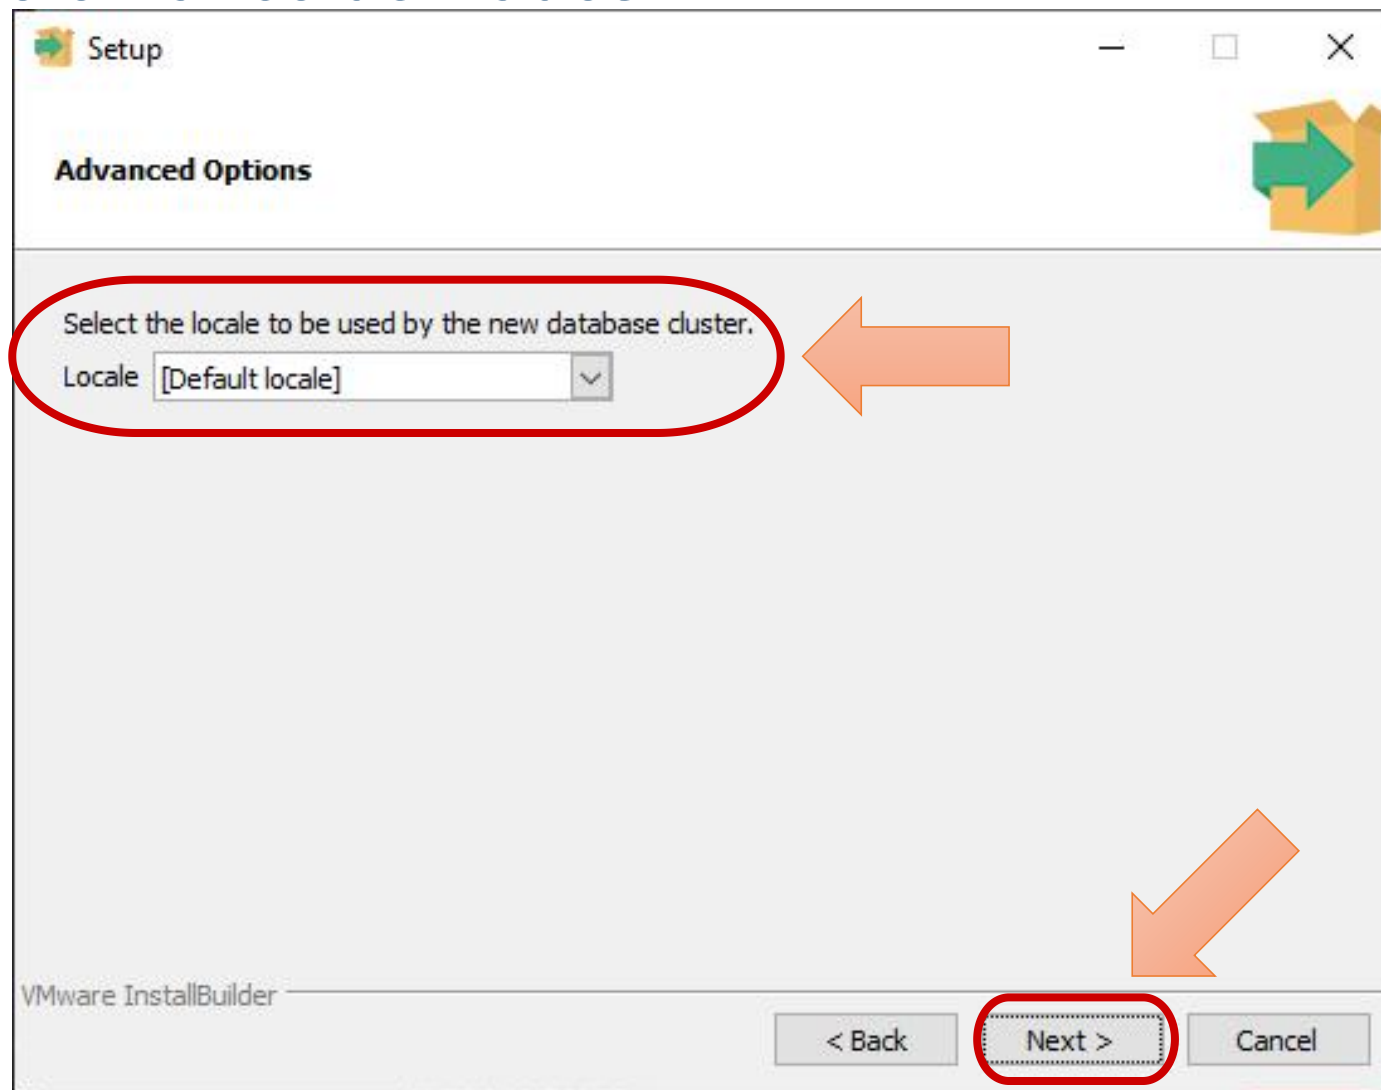 Setup
Advanced Options
Select the locale to be used by the new database cluster.
Locale [Default locale]
VMware InstallBuilder
< Back Next > Cancel